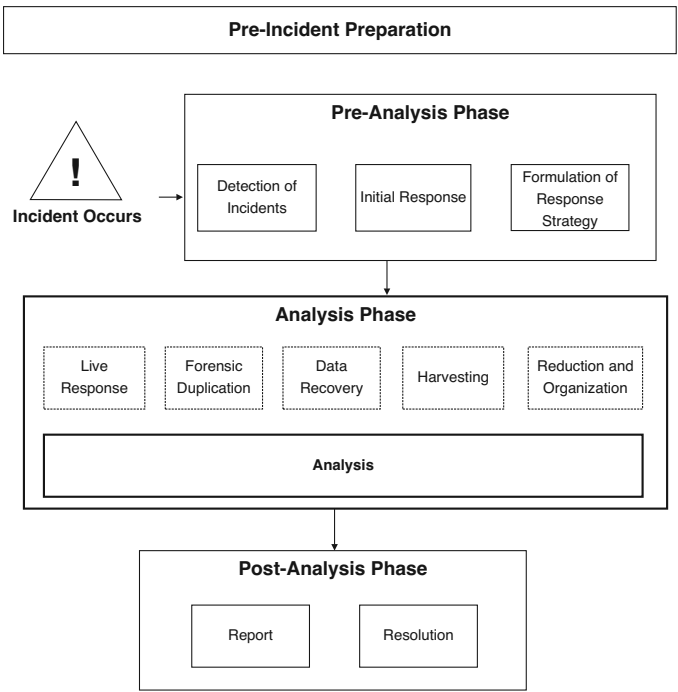 Pre-Incident Preparation
Pre-Analysis Phase
!
Incident Occurs
Detection of
Incidents
Initial Response
Formulation of
Response
Strategy
Analysis Phase
Live
Response
Forensic
Duplication
Data
Recovery
Harvesting
Reduction and
Organization
Analysis
Post-Analysis Phase
Report
Resolution